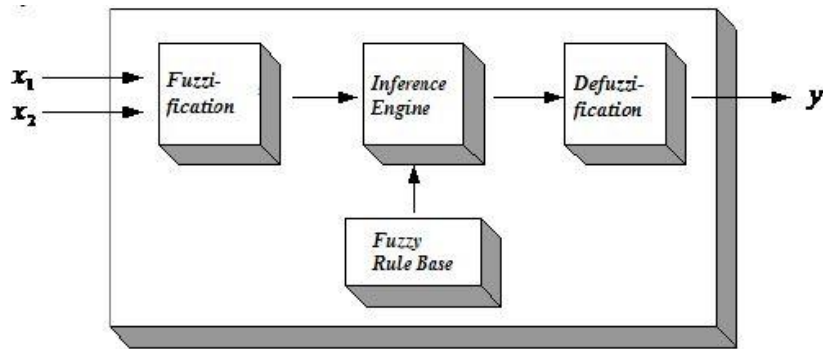 x₁
x₂
Fuzzi-
fication
Inference
Engine
Defuzzi-
fication
y
Fuzzy
Rule Base